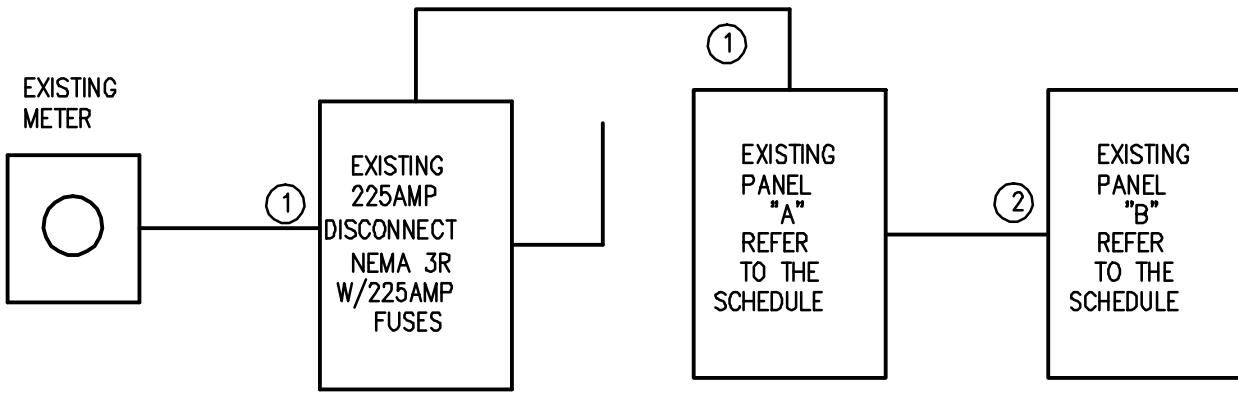 EXISTING
METER
1
EXISTING
225AMP
DISCONNECT
NEMA 3R
W/225AMP
FUSES
1
EXISTING
PANEL
"A"
REFER
TO THE
SCHEDULE
2
EXISTING
PANEL
"B"
REFER
TO THE
SCHEDULE